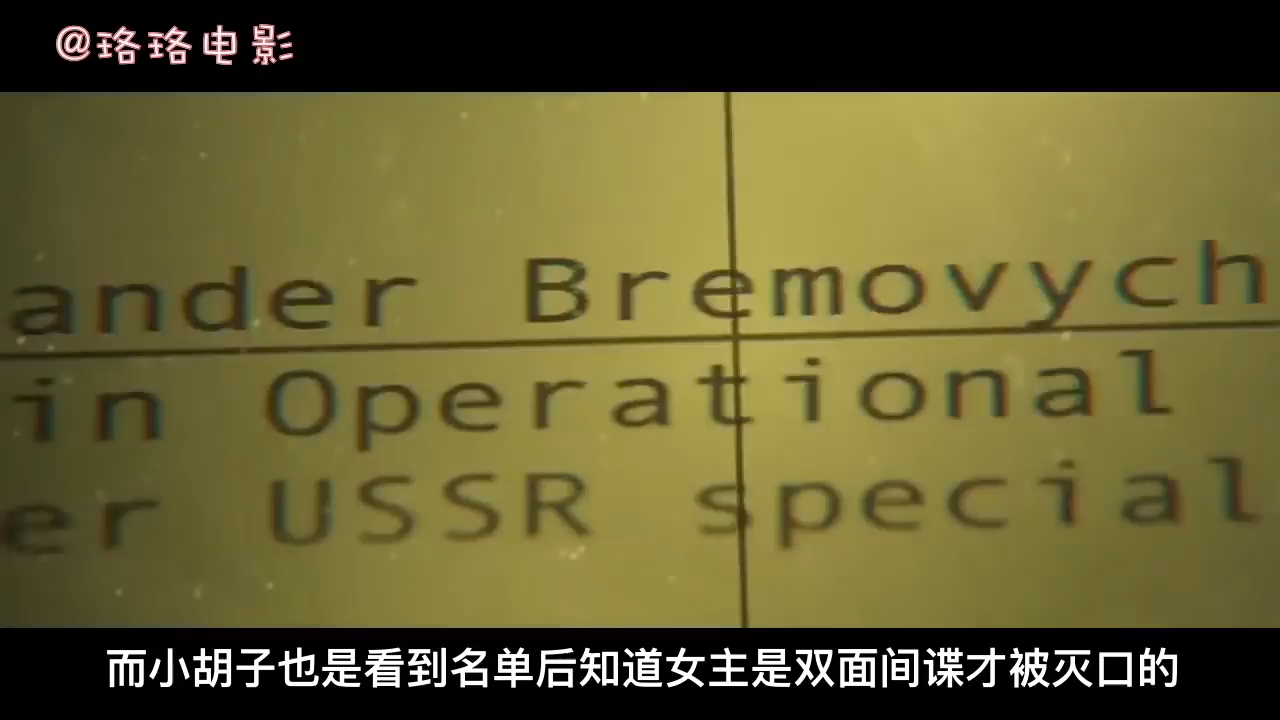 @珞珞电影
ander Bremovych
in Operational
er USSR special
而小胡子也是看到名单后知道女主是双面间谍才被灭口的